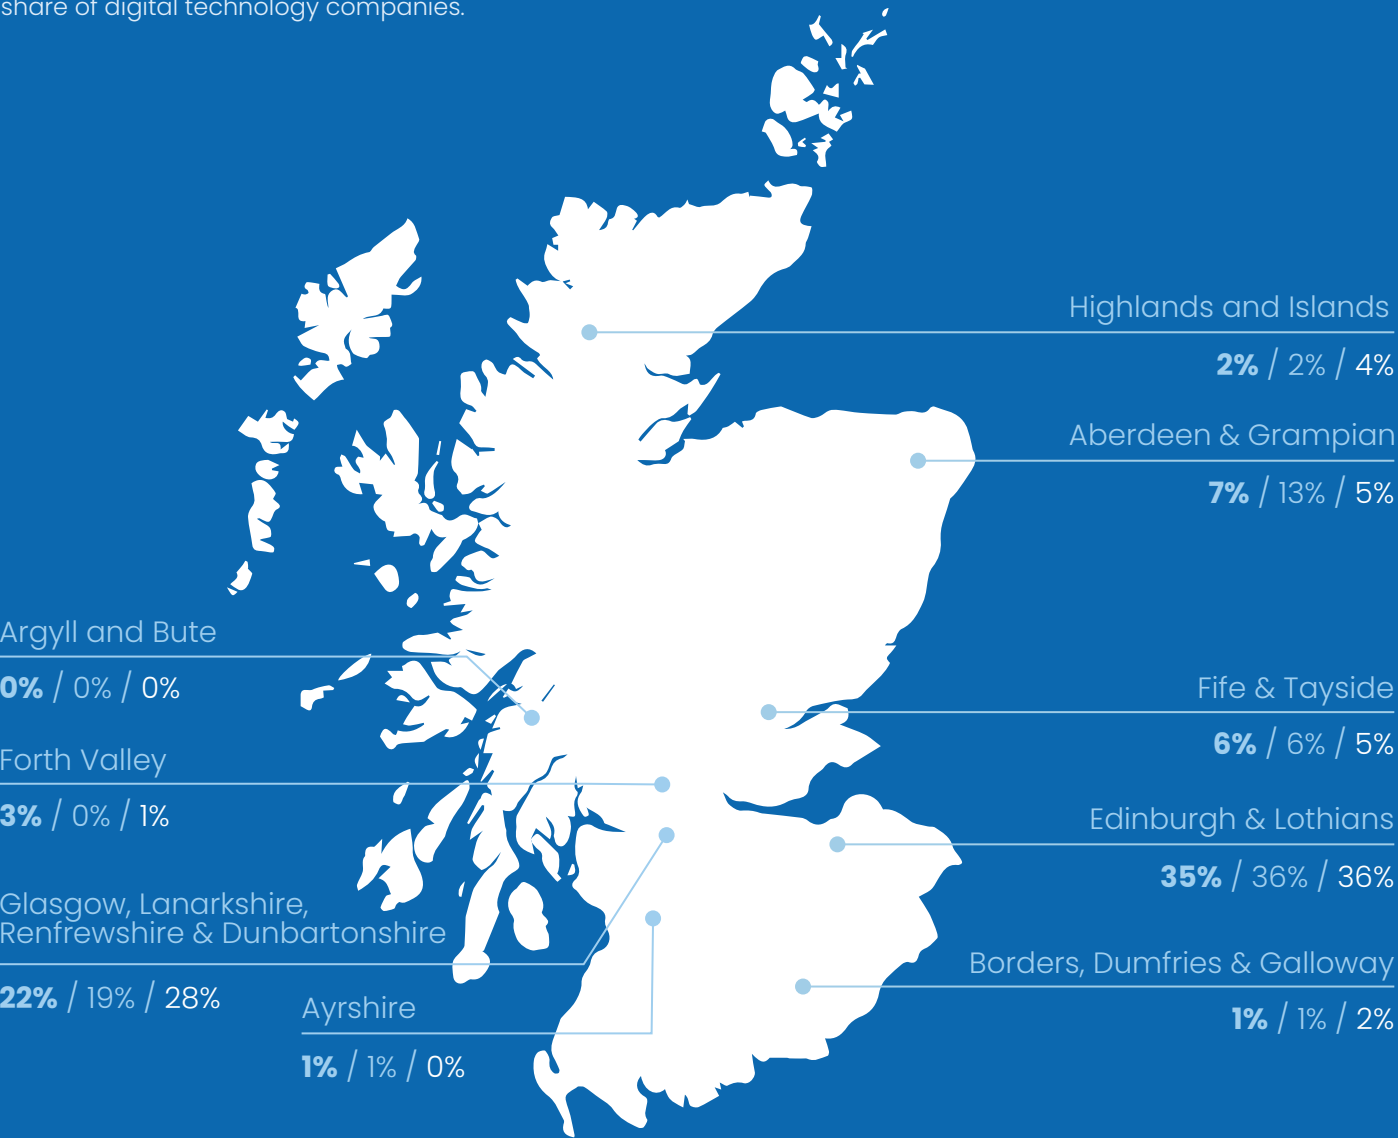 share of digital technology companies.
Highlands and Islands
2% / 2% / 4%
Aberdeen & Grampian
7% / 13% / 5%
Argyll and Bute
0% / 0% / 0%
Fife & Tayside
6% / 6% / 5%
Forth Valley
3% / 0% / 1%
Edinburgh & Lothians
35% / 36% / 36%
Glasgow, Lanarkshire,
Renfrewshire & Dunbartonshire
22% / 19% / 28%
Borders, Dumfries & Galloway
1% / 1% / 2%
Ayrshire
1% / 1% / 0%